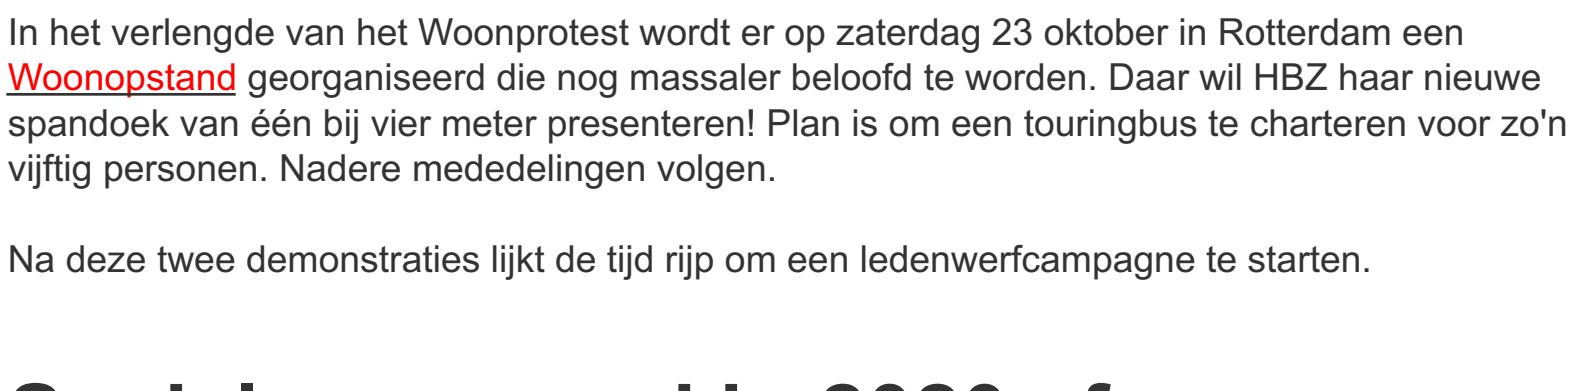 In het verlengde van het Woonprotest wordt er op zaterdag 23 oktober in Rotterdam een
Woonopstand georganiseerd die nog massaler beloofd te worden. Daar wil HBZ haar nieuwe
spandoek van één bij vier meter presenteren! Plan is om een touringbus te charteren voor zo'n
vijftig personen. Nadere mededelingen volgen.
Na deze twee demonstraties lijkt de tijd rijp om een ledenwerfcampagne te starten.